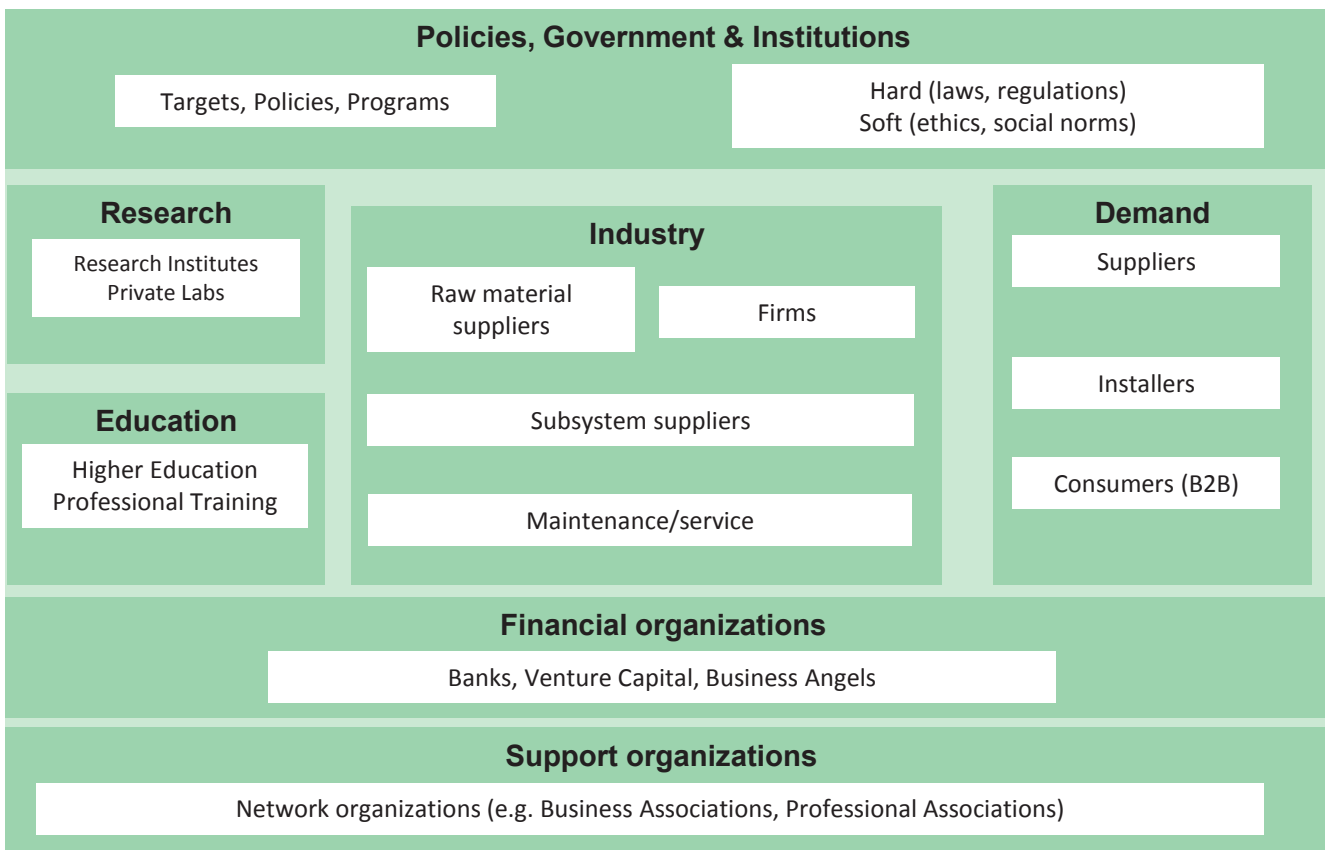 Policies, Government & Institutions
Targets, Policies, Programs
Hard (laws, regulations)
Soft (ethics, social norms)
Research
Research Institutes
Private Labs
Education
Higher Education
Professional Training
Industry
Raw material
suppliers
Firms
Subsystem suppliers
Maintenance/service
Demand
Suppliers
Installers
Consumers (B2B)
Financial organizations
Banks, Venture Capital, Business Angels
Support organizations
Network organizations (e.g. Business Associations, Professional Associations)